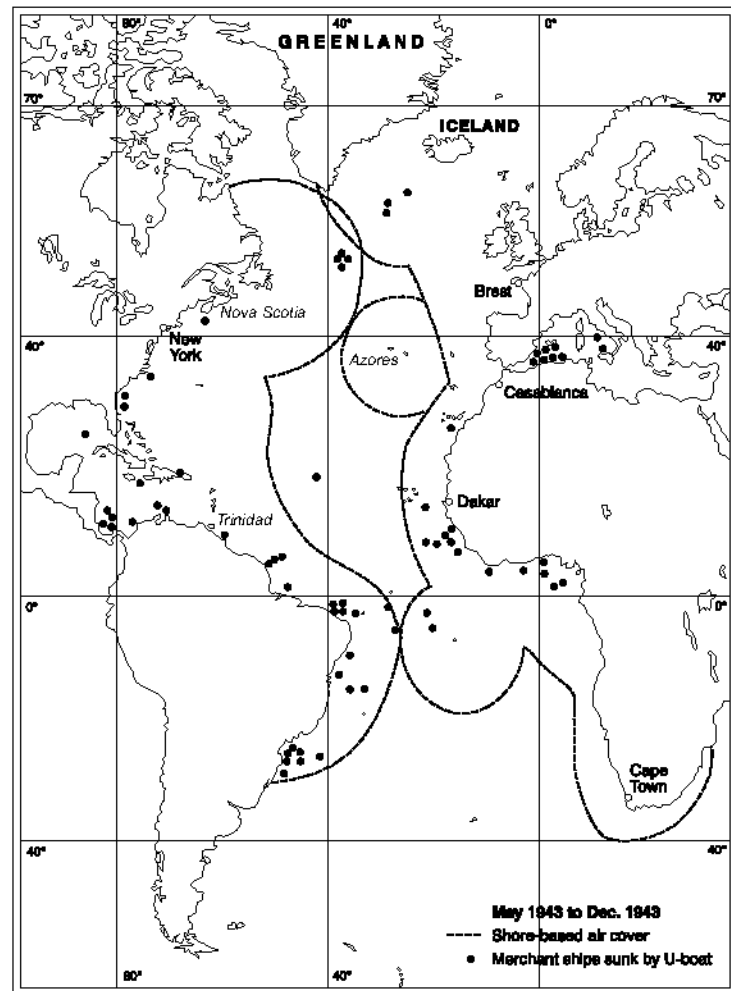 80°
40°
0°
GREENLAND
70°
70°
ICELAND
Brest
Nova Scotia
40°
New
York
40°
Azores
Casablanca
Dakar
Trinidad
0°
0°
Cape
Town
40°
40°
May 1943 to Dec. 1943
Shore-based air cover
Merchant ships sunk by U-boat
80°
40°
0°